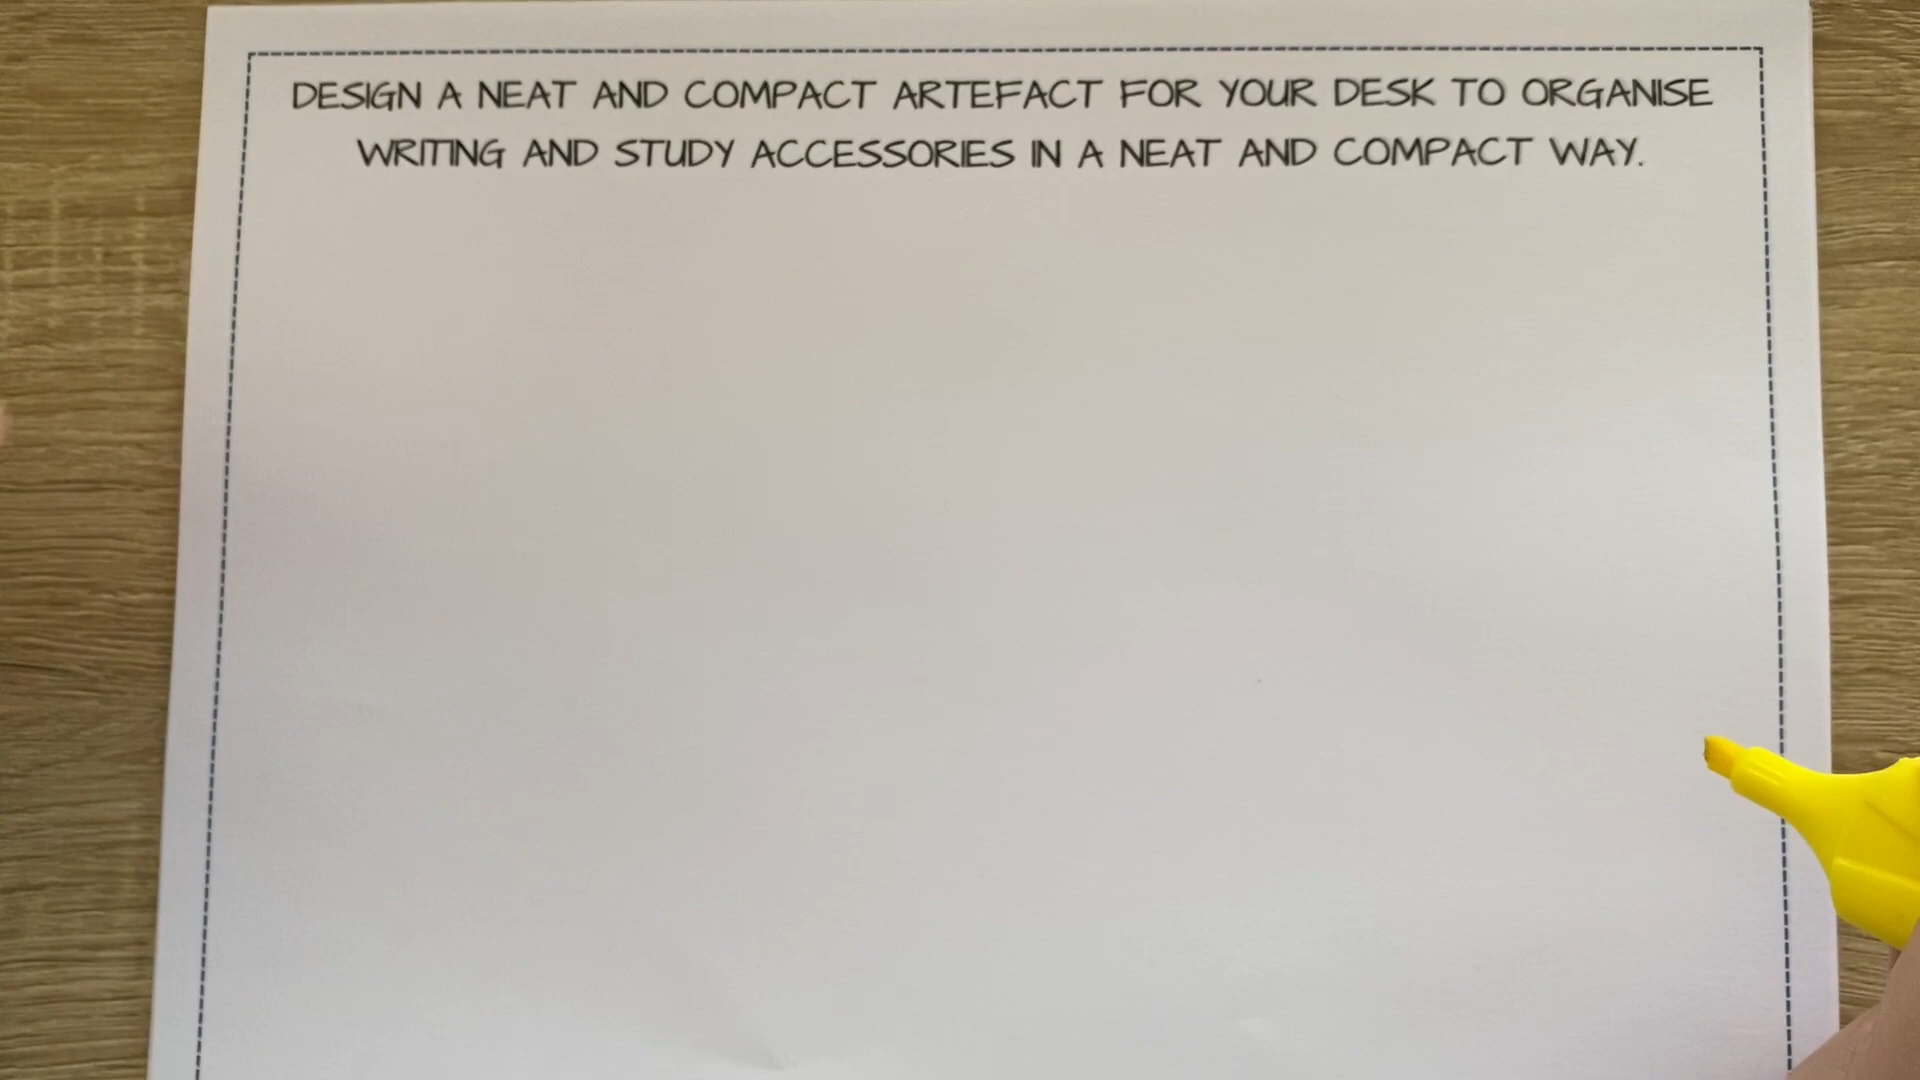 DESIGN A NEAT AND COMPACT ARTEFACT FOR YOUR DESK TO ORGANISE
WRITING AND STUDY ACCESSORIES IN A NEAT AND COMPACT WAY.